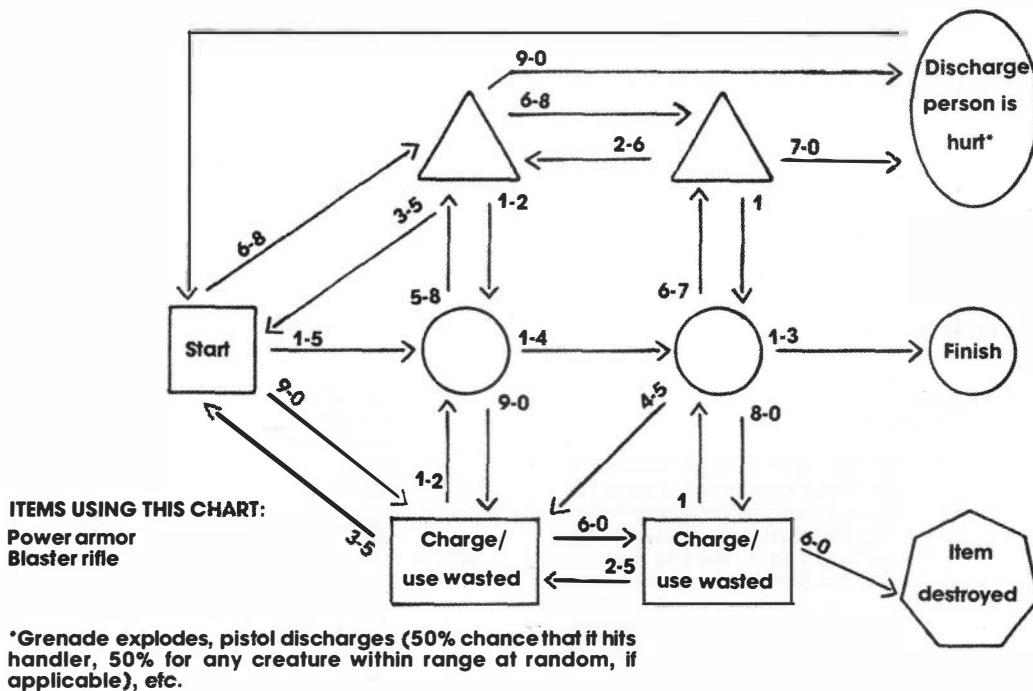 9-0
Discharge
person is
hurt*
6-8
2-6
7-0
3-5
1-2
1
6-8
5-8
6-7
Start
1-5
1-4
1-3
Finish
9-0
9-0
4-5
8-0
1-2
1
ITEMS USING THIS CHART:
Power armor
Blaster rifle
3-5
Charge/
use wasted
6-0
2-5
Charge/
use wasted
6-0
Item
destroyed
*Grenade explodes, pistol discharges (50% chance that it hits
handler, 50% for any creature within range at random, if
applicable), etc.